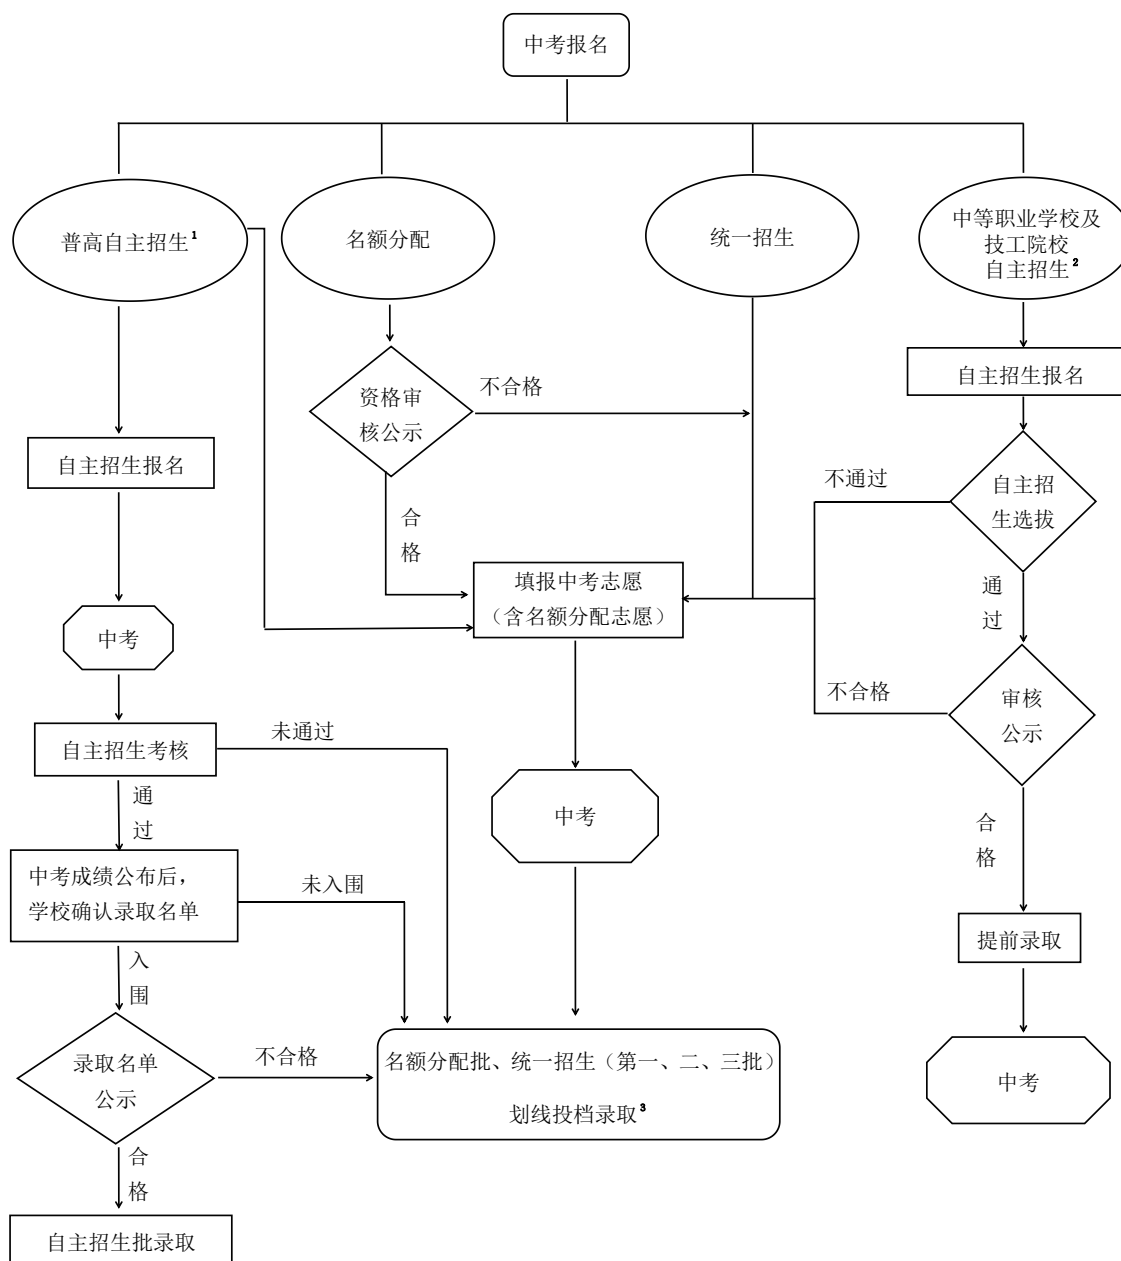 中考报名
普高自主招生¹
名额分配
统一招生
中等职业学校及
技工院校
自主招生²
自主招生报名
资格审
核公示
不合格
自主招生报名
合
格
不通过
自主招
生选拔
填报中考志愿
（含名额分配志愿）
通
过
中考
不合格
审核
公示
自主招生考核
未通过
通
过
中考
合
格
中考成绩公布后，
学校确认录取名单
未入围
提前录取
入
围
录取名单
公示
不合格
名额分配批、统一招生（第一、二、三批）
划线投档录取³
中考
合
格
自主招生批录取